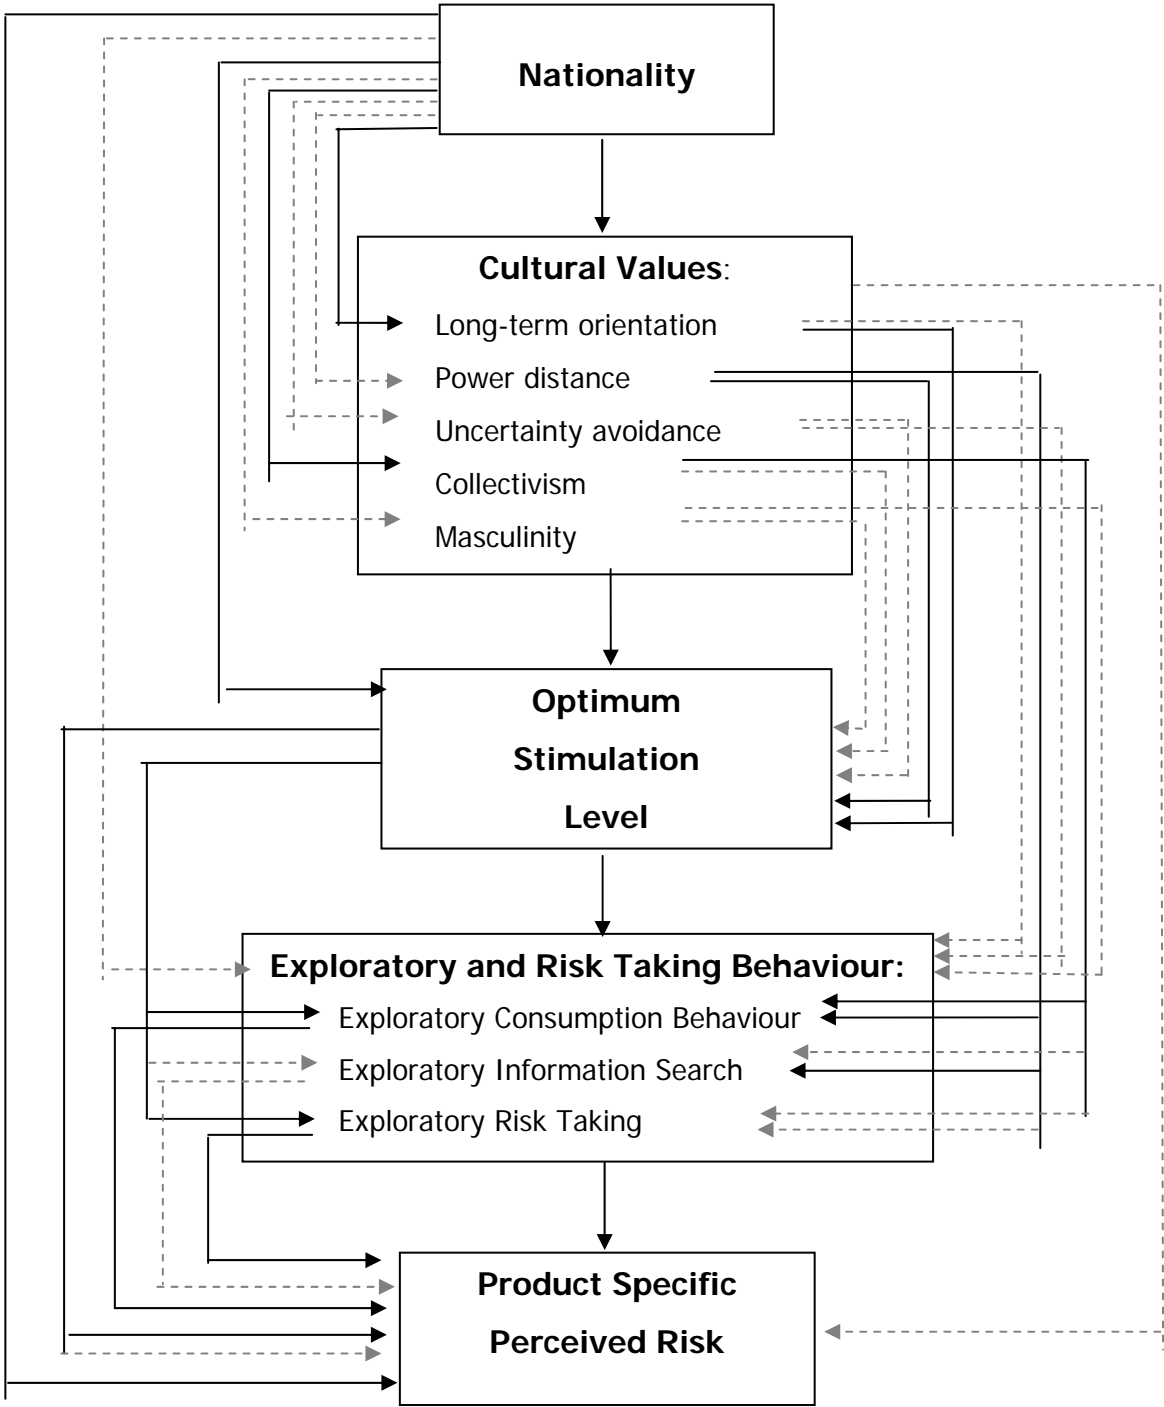 Nationality
Cultural Values:
Long-term orientation
Power distance
Uncertainty avoidance
Collectivism
Masculinity
Optimum
Stimulation
Level
Exploratory and Risk Taking Behaviour:
Exploratory Consumption Behaviour
Exploratory Information Search
Exploratory Risk Taking
Product Specific
Perceived Risk